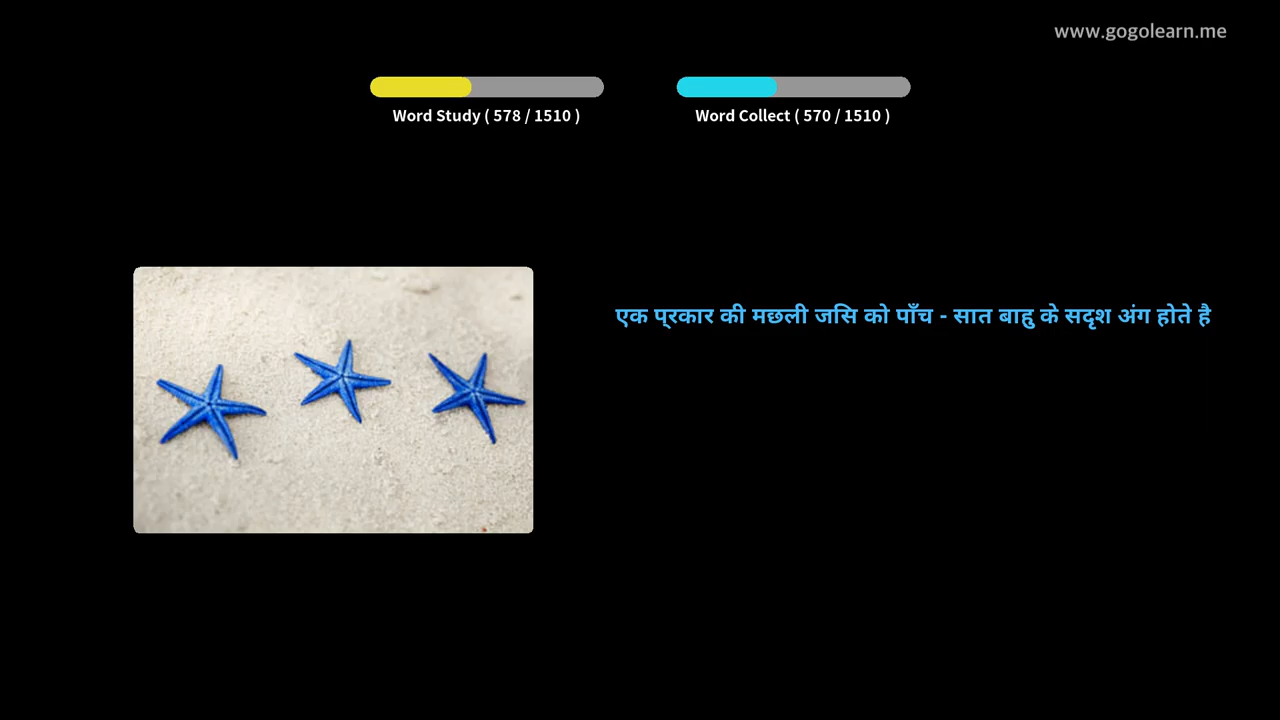 www.gogolearn.me
Word Study ( 578 / 1510 )
Word Collect ( 570 / 1510 )
एक प्रकार की मछली जसि को पाँच - सात बाहु के सदृश अंग होते है